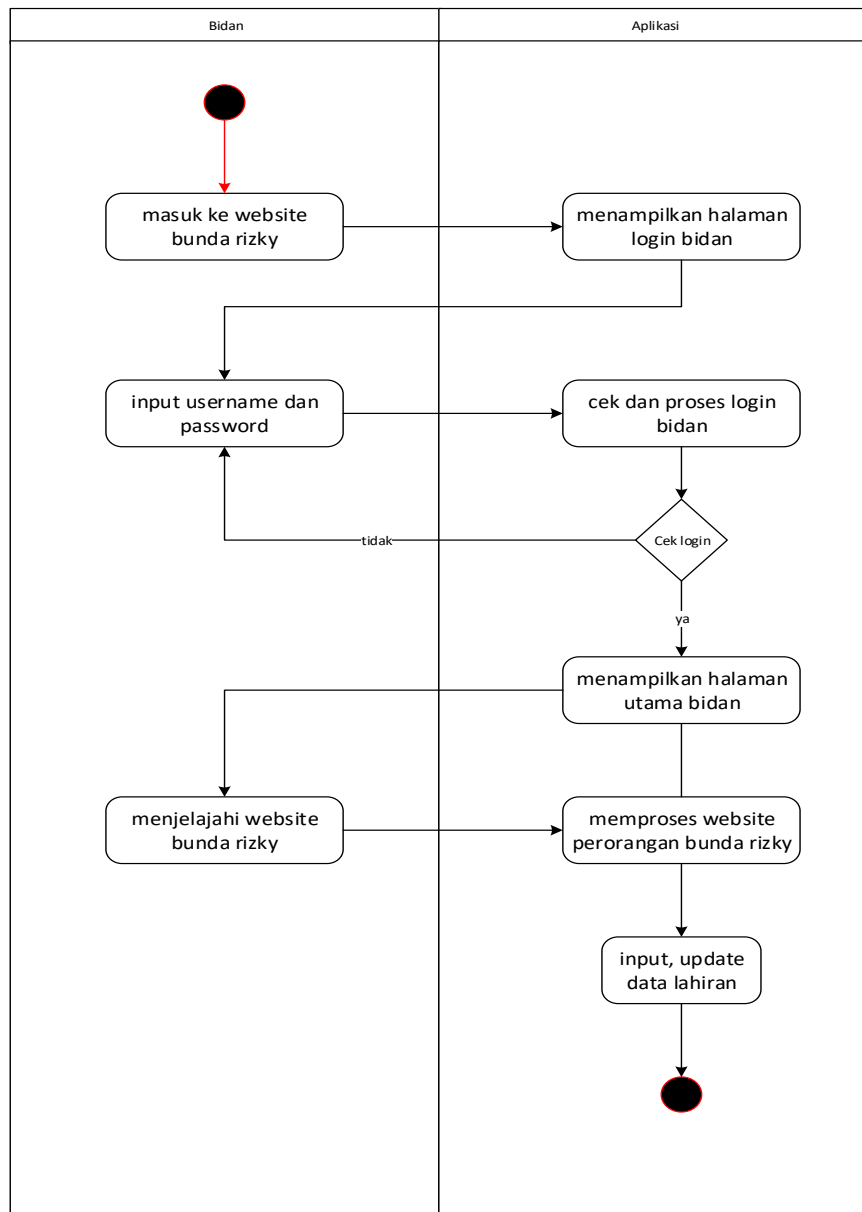 Bidan
Aplikasi
masuk ke website
bunda rizky
menampilkan halaman
login bidan
input username dan
password
cek dan proses login
bidan
tidak
Cek login
ya
menampilkan halaman
utama bidan
menjelajahi website
bunda rizky
memproses website
perorangan bunda rizky
input, update
data lahiran